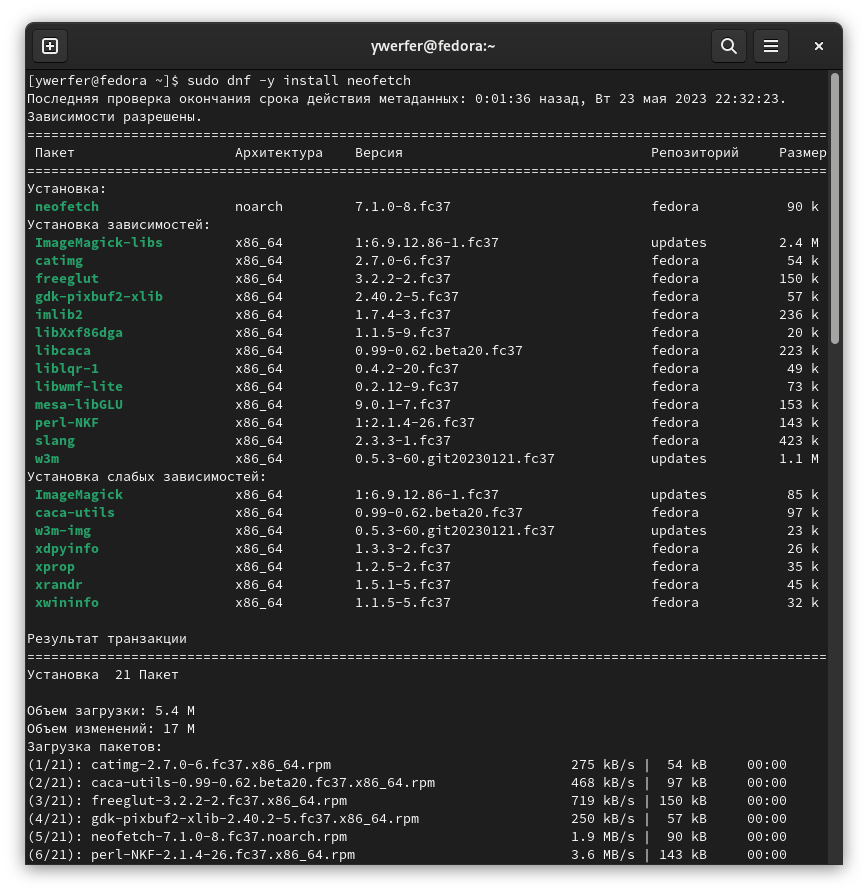 ywerfer@fedora:~
[ywerfer@fedora ~]$ sudo dnf -y install neofetch
Последняя проверка окончания срока действия метаданных: 0:01:36 назад, Вт 23 мая 2023 22:32:23.
Зависимости разрешены.
====================================================================================================
Пакет Архитектура Версия Репозиторий Размер
====================================================================================================
Установка:
neofetch noarch 7.1.0-8.fc37 fedora 90 k
Установка зависимостей:
ImageMagick-libs x86_64 1:6.9.12.86-1.fc37 updates 2.4 M
catimg x86_64 2.7.0-6.fc37 fedora 54 k
freeglut x86_64 3.2.2-2.fc37 fedora 150 k
gdk-pixbuf2-xlib x86_64 2.40.2-5.fc37 fedora 57 k
imlib2 x86_64 1.7.4-3.fc37 fedora 236 k
libXxf86dga x86_64 1.1.5-9.fc37 fedora 20 k
libcaca x86_64 0.99-0.62.beta20.fc37 fedora 223 k
liblqr-1 x86_64 0.4.2-20.fc37 fedora 49 k
libwmf-lite x86_64 0.2.12-9.fc37 fedora 73 k
mesa-libGLU x86_64 9.0.1-7.fc37 fedora 153 k
perl-NKF x86_64 1:2.1.4-26.fc37 fedora 143 k
slang x86_64 2.3.3-1.fc37 fedora 423 k
w3m x86_64 0.5.3-60.git20230121.fc37 updates 1.1 M
Установка слабых зависимостей:
ImageMagick x86_64 1:6.9.12.86-1.fc37 updates 85 k
caca-utils x86_64 0.99-0.62.beta20.fc37 fedora 97 k
w3m-img x86_64 0.5.3-60.git20230121.fc37 updates 23 k
xdpyinfo x86_64 1.3.3-2.fc37 fedora 26 k
xprop x86_64 1.2.5-2.fc37 fedora 35 k
xrandr x86_64 1.5.1-5.fc37 fedora 45 k
xwininfo x86_64 1.1.5-5.fc37 fedora 32 k
Результат транзакции
====================================================================================================
Установка 21 Пакет
Объем загрузки: 5.4 M
Объем изменений: 17 M
Загрузка пакетов:
(1/21): catimg-2.7.0-6.fc37.x86_64.rpm 275 kB/s | 54 kB 00:00
(2/21): caca-utils-0.99-0.62.beta20.fc37.x86_64.rpm 468 kB/s | 97 kB 00:00
(3/21): freeglut-3.2.2-2.fc37.x86_64.rpm 719 kB/s | 150 kB 00:00
(4/21): gdk-pixbuf2-xlib-2.40.2-5.fc37.x86_64.rpm 250 kB/s | 57 kB 00:00
(5/21): neofetch-7.1.0-8.fc37.noarch.rpm 1.9 MB/s | 90 kB 00:00
(6/21): perl-NKF-2.1.4-26.fc37.x86_64.rpm 3.6 MB/s | 143 kB 00:00